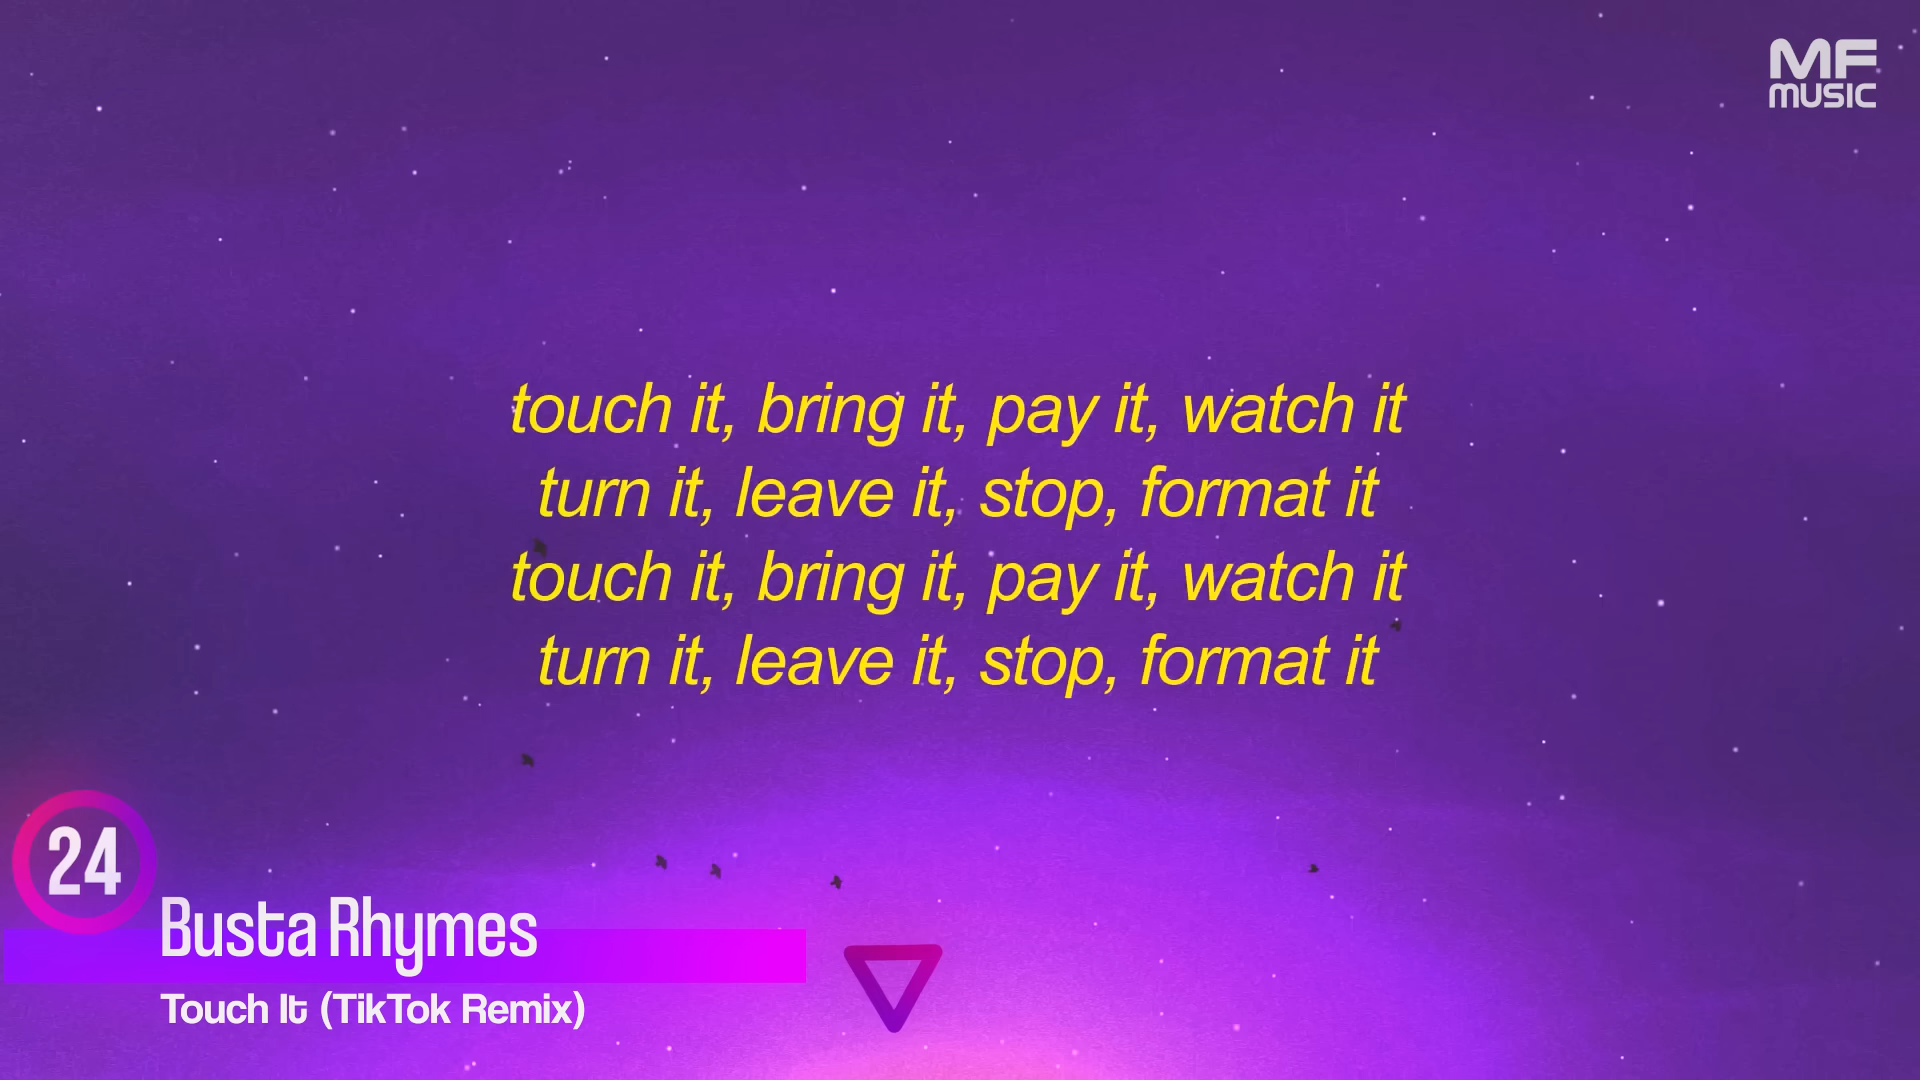 MF
MUSIC
touch it, bring it, pay it, watch it
turn it, leave it, stop, format it
touch it, bring it, pay it, watch it
turn it, leave it, stop, format it
24
Busta Rhymes
Touch It (TikTok Remix)